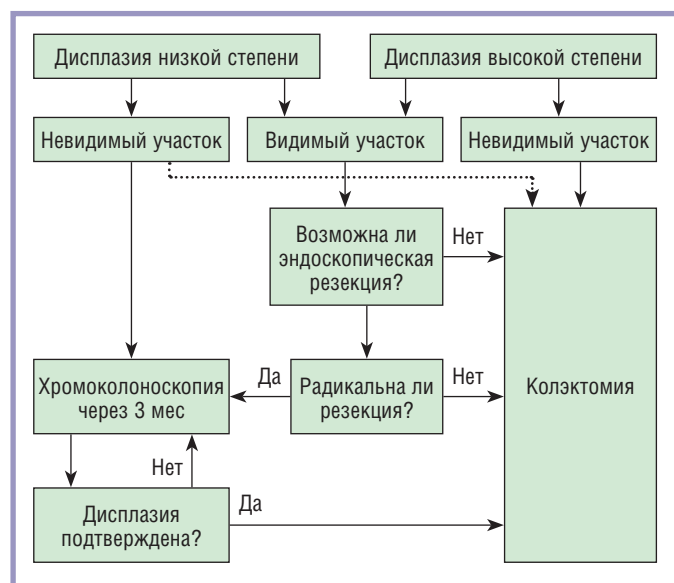 Дисплазия низкой степени
Дисплазия высокой степени
Невидимый участок
Видимый участок
Невидимый участок
Возможна ли
эндоскопическая
резекция?
Нет
Хромоколоноскопия
через 3 мес
Да
Радикальна ли
резекция?
Нет
Колэктомия
Нет
Дисплазия
подтверждена?
Да